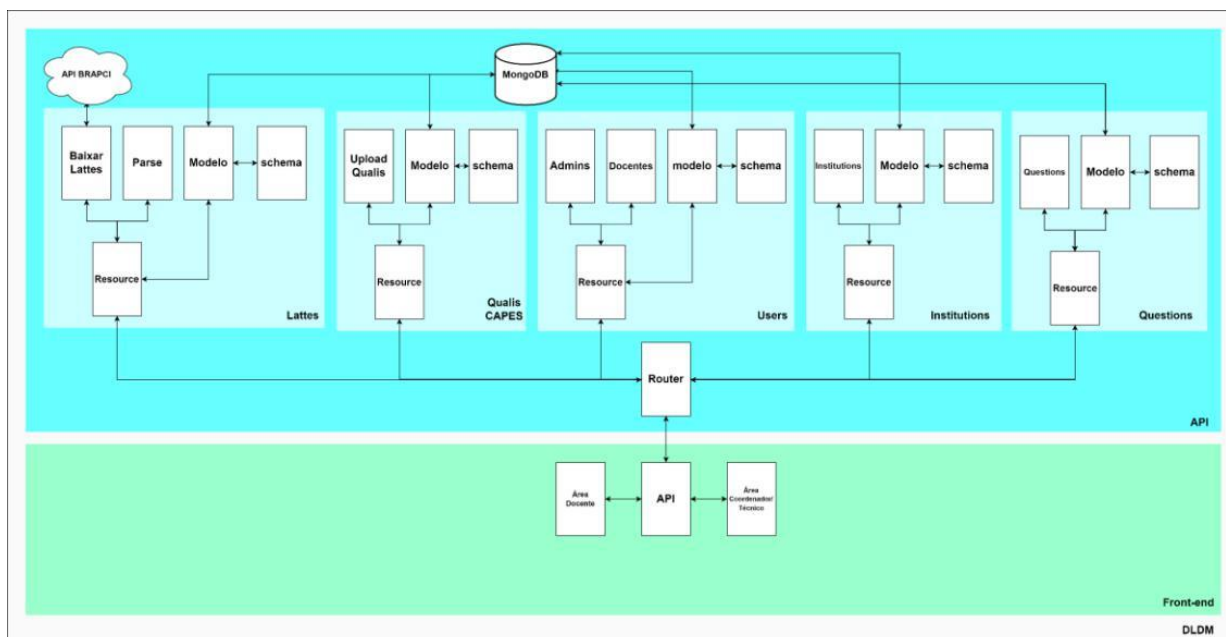 API BRAPCI
MongoDB
Baixar
Lattes
Parse
Modelo
schema
Resource
Lattes
Upload
Qualis
Modelo
schema
Resource
Qualis
CAPES
Admins
Docentes
modelo
schema
Resource
Users
Institutions
Modelo
schema
Resource
Institutions
Questions
Modelo
schema
Resource
Questions
Router
API
Área
Docente
API
Área
Coordenador/
Técnico
Front-end
DLDM